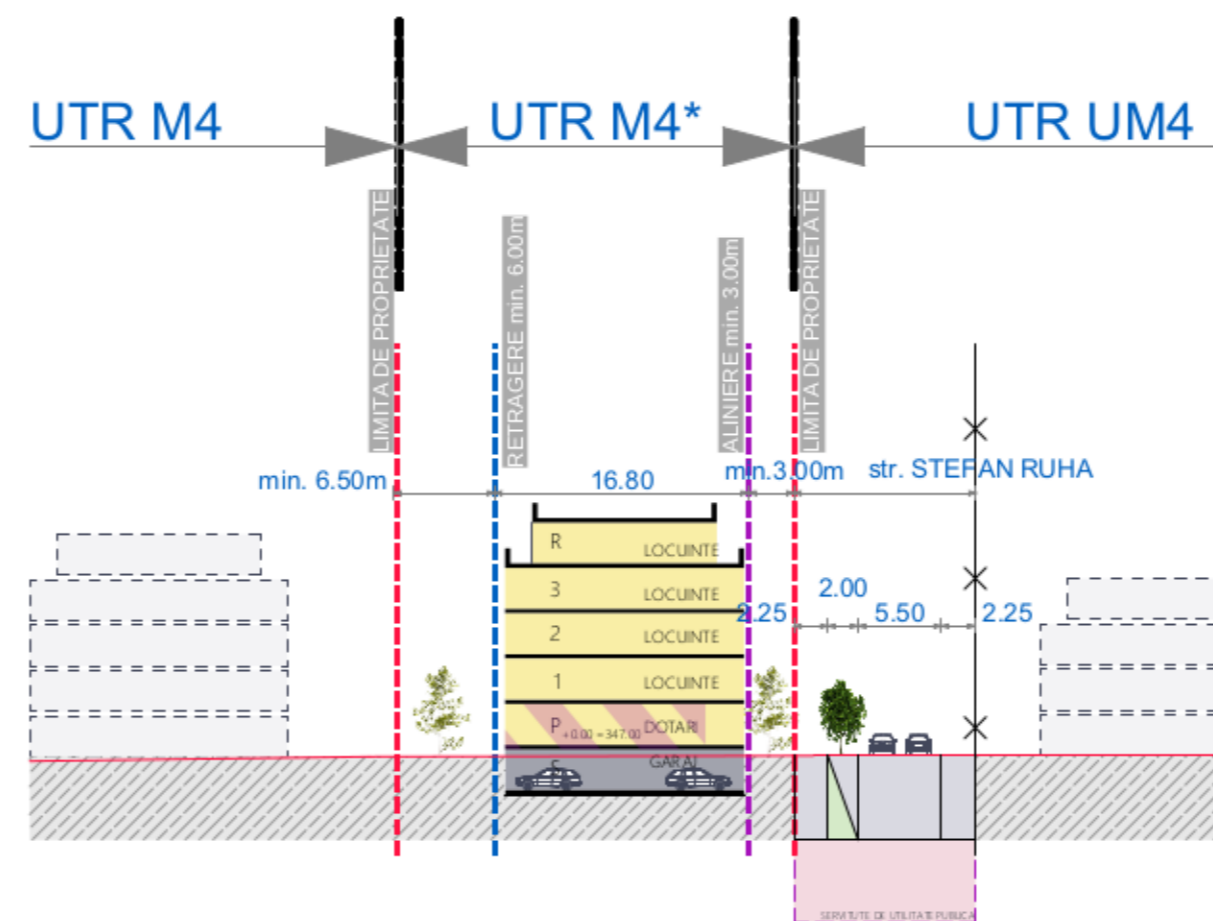 UTR M4
UTR M4*
UTR UM4
LIMITA DE PROPRIETATE
RETRAGERE min. 6.00m
ALINIERE min. 3.00m
LIMITA DE PROPRIETATE
min. 6.50m
16.80
min.3.00m
str. STEFAN RUHA
R LOCUINTE
3 LOCUINTE
2.25
2.00
5.50
2.25
2 LOCUINTE
1 LOCUINTE
P +0.00 =347.00 DOTARI
S GARAJ
SERVITUTE DE UTILITATE PUBLICA